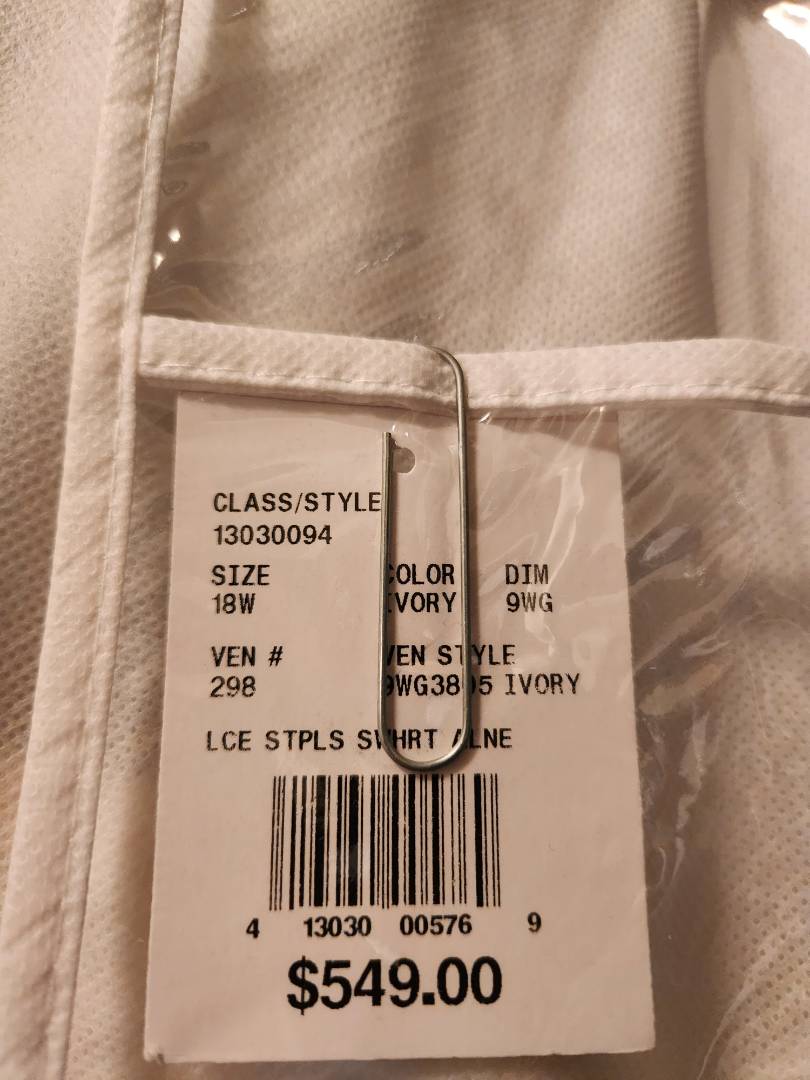 CLASS/STYLE
13030094
SIZE COLOR DIM
18W IVORY 9WG
VEN # VEN STYLE
298 IVORY
LCE STPLS SWHRT ALNE
4 13030 00576 9
$549.00